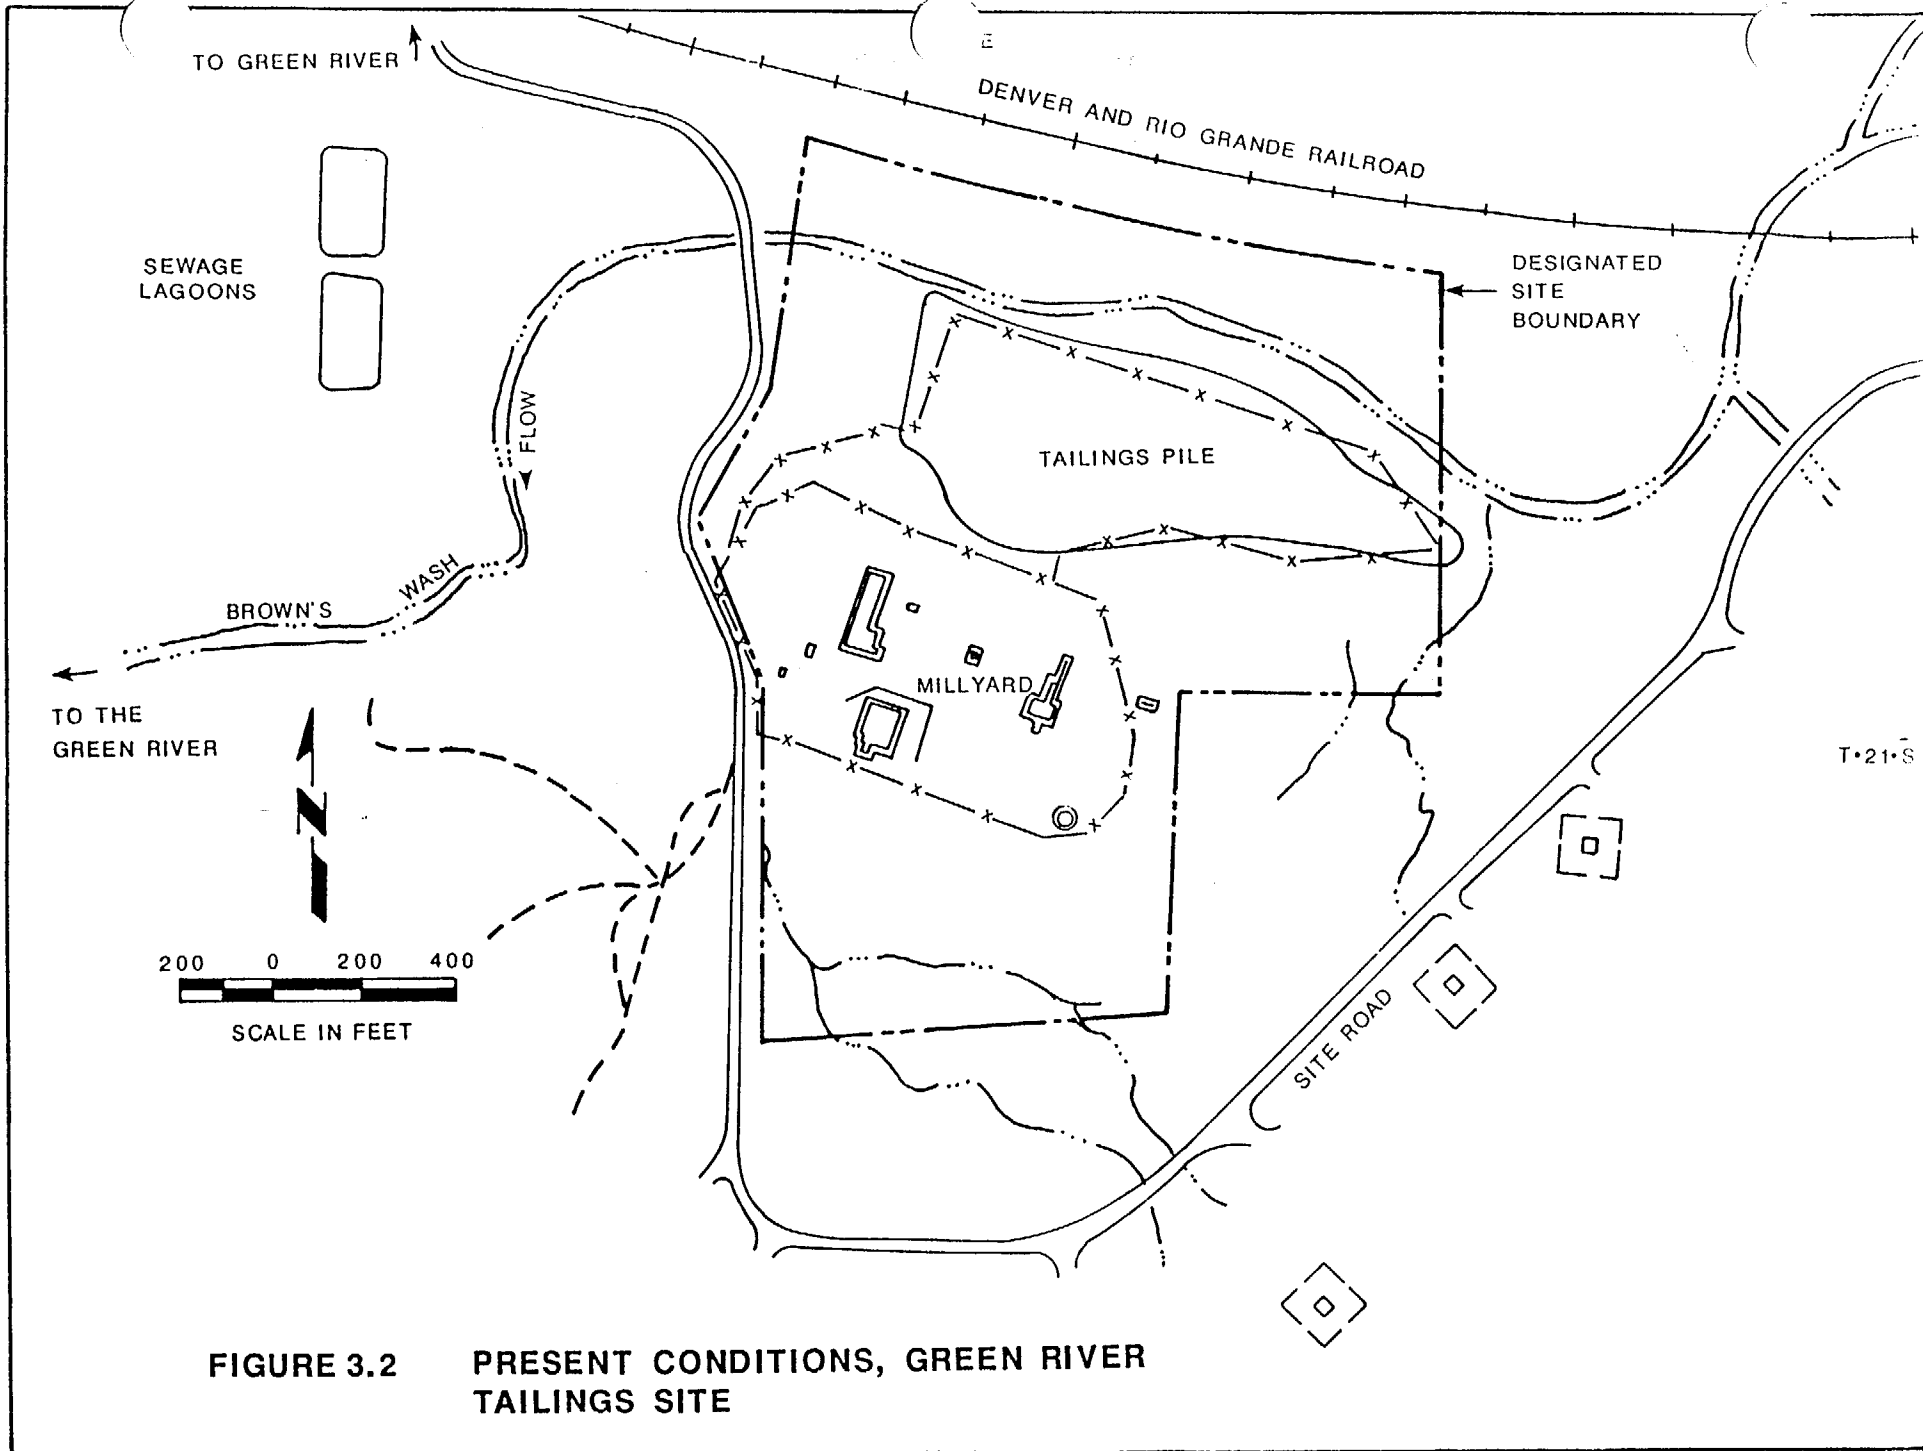 E
TO GREEN RIVER
DENVER AND RIO GRANDE RAILROAD
SEWAGE
LAGOONS
DESIGNATED
SITE
BOUNDARY
FLOW
TAILINGS PILE
WASH
BROWN'S
MILLYARD
TO THE
GREEN RIVER
T•21•S
N
200 0 200 400
SCALE IN FEET
SITE ROAD
FIGURE 3.2 PRESENT CONDITIONS, GREEN RIVER
TAILINGS SITE